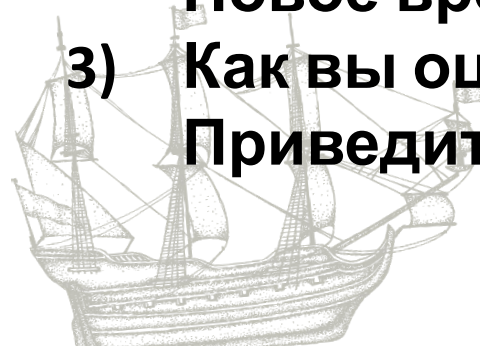 Новое вре
3) Как вы оц
Приведит